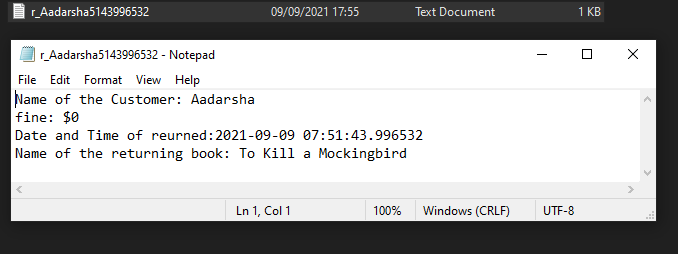 r_Aadarsha5143996532 09/09/2021 17:55 Text Document 1 KB
r_Aadarsha5143996532 - Notepad
File Edit Format View Help
Name of the Customer: Aadarsha
fine: $0
Date and Time of reurned:2021-09-09 07:51:43.996532
Name of the returning book: To Kill a Mockingbird
Ln 1, Col 1 100% Windows (CRLF) UTF-8